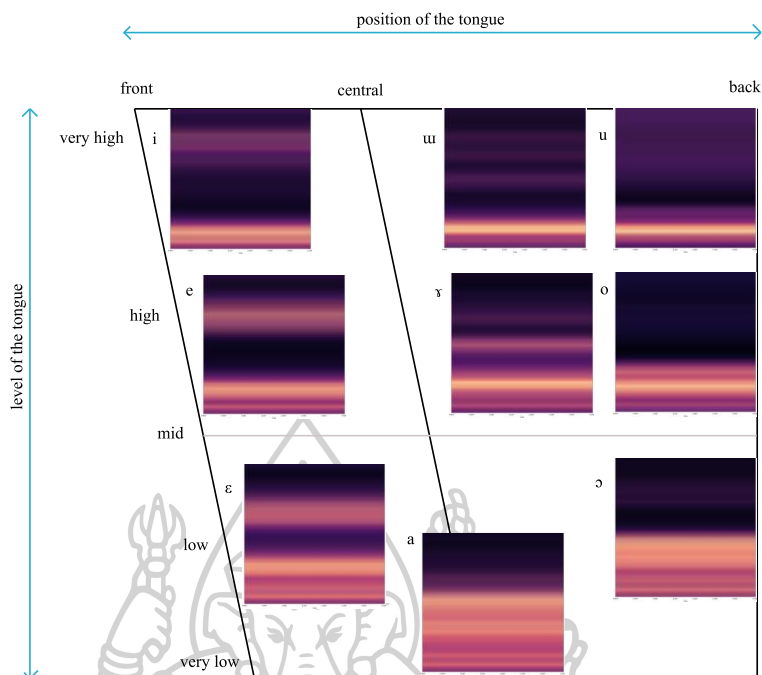 position of the tongue
front central back
very high i ɯ u
high e ɤ o
level of the tongue
mid
ɛ ɔ
low a
very low